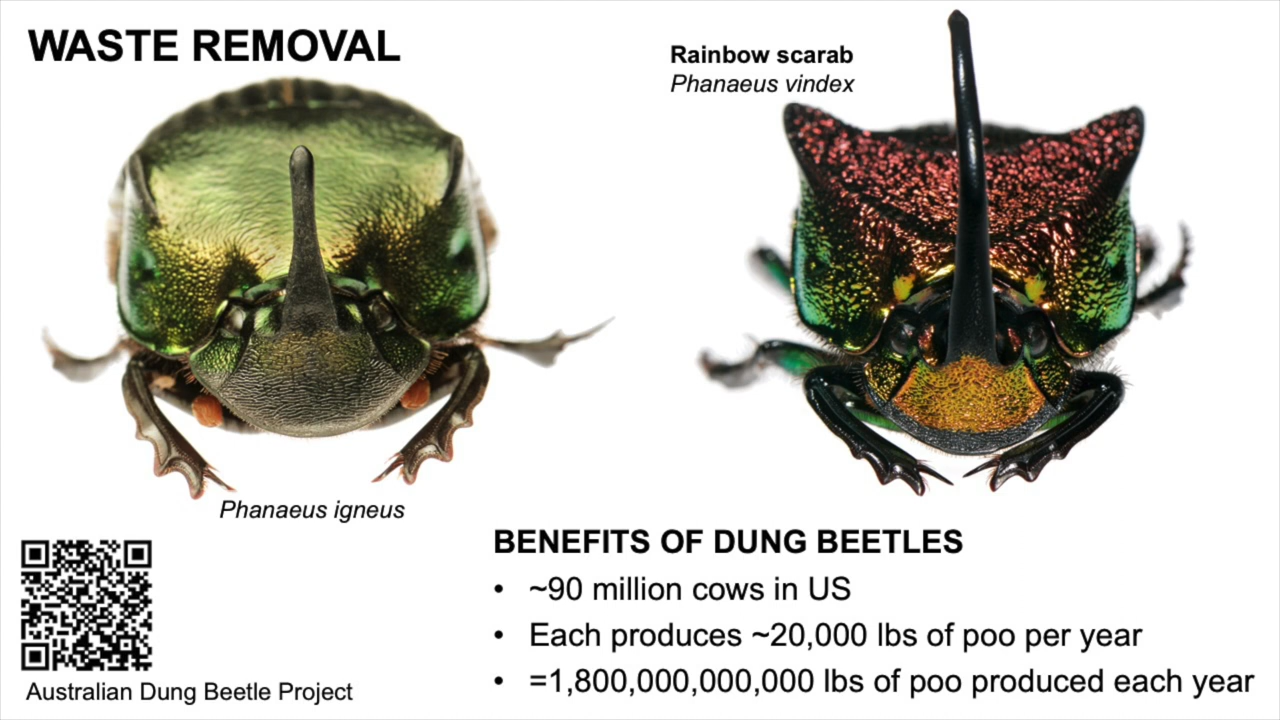 WASTE REMOVAL
Rainbow scarab
Phanaeus vindex
Phanaeus igneus
BENEFITS OF DUNG BEETLES
• ~90 million cows in US
• Each produces ~20,000 lbs of poo per year
• =1,800,000,000,000 lbs of poo produced each year
Australian Dung Beetle Project